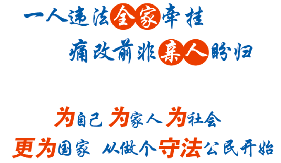 一人违法全家牵挂
痛改前非亲人盼归
为自己 为家人 为社会
更为国家 从做个守法公民开始